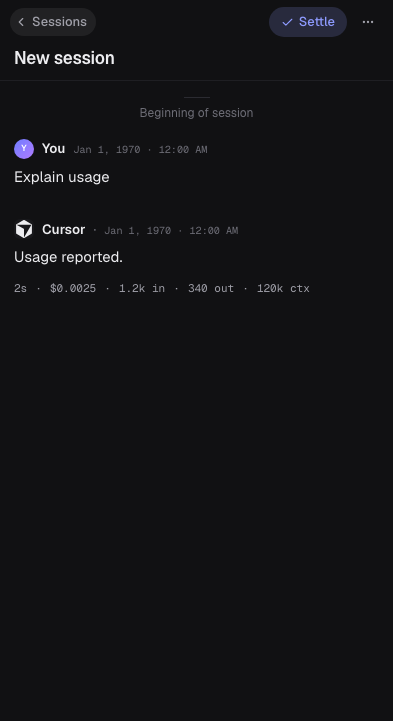 Sessions
Settle
New session
Beginning of session
Y
You Jan 1, 1970 · 12:00 AM
Explain usage
Cursor · Jan 1, 1970 · 12:00 AM
Usage reported.
2s · $0.0025 · 1.2k in · 340 out · 120k ctx